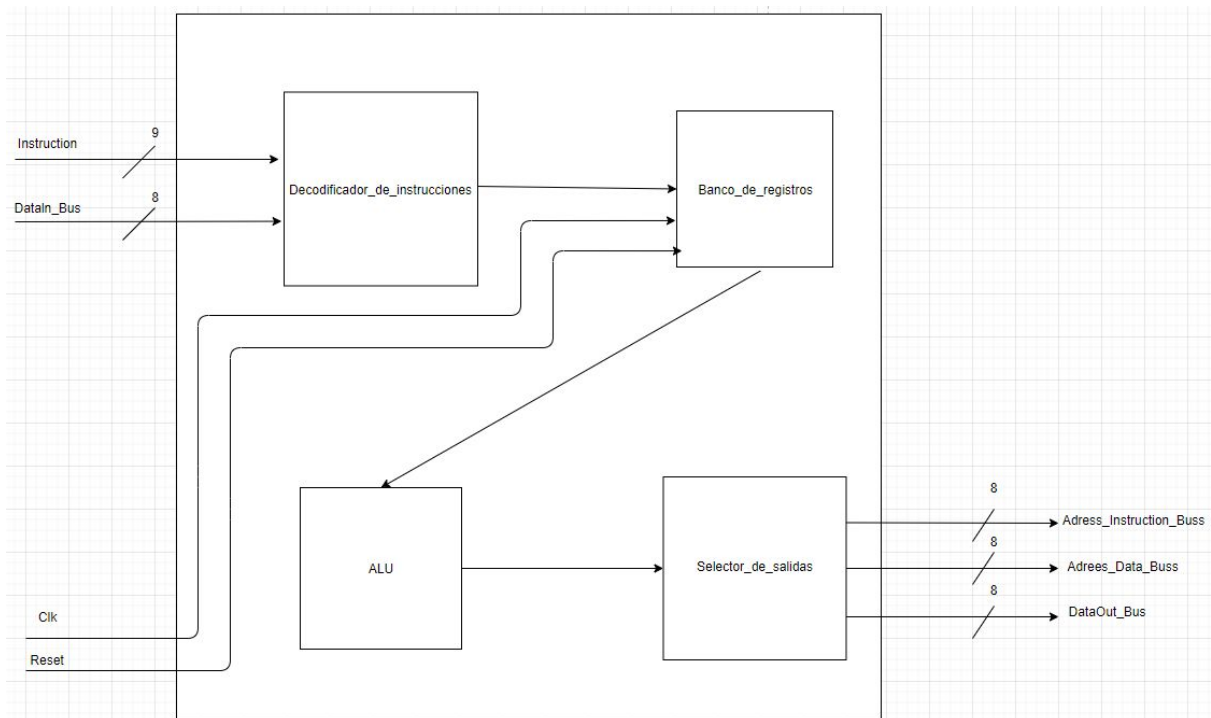 Instruction
9
DataIn_Bus
8
Decodificador_de_instrucciones
Banco_de_registros
ALU
Selector_de_salidas
8
Adress_Instruction_Buss
8
Adrees_Data_Buss
8
DataOut_Bus
Clk
Reset